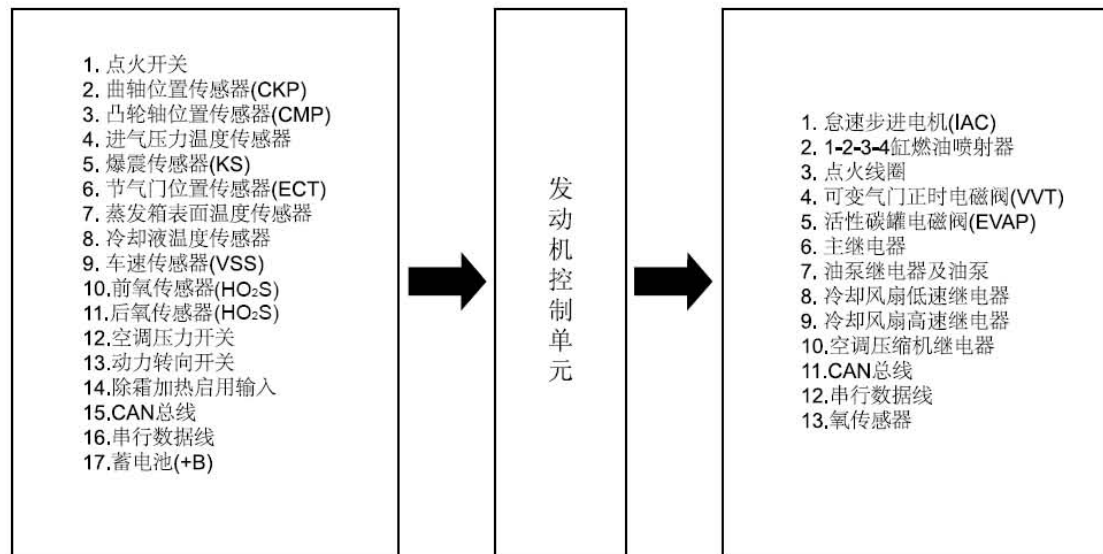 1. 点火开关
2. 曲轴位置传感器(CKP)
3. 凸轮轴位置传感器(CMP)
4. 进气压力温度传感器
5. 爆震传感器(KS)
6. 节气门位置传感器(ECT)
7. 蒸发箱表面温度传感器
8. 冷却液温度传感器
9. 车速传感器(VSS)
10.前氧传感器(HO₂S)
11.后氧传感器(HO₂S)
12.空调压力开关
13.动力转向开关
14.除霜加热启用输入
15.CAN总线
16.串行数据线
17.蓄电池(+B)
发动机控制单元
1. 怠速步进电机(IAC)
2. 1-2-3-4缸燃油喷射器
3. 点火线圈
4. 可变气门正时电磁阀(VVT)
5. 活性碳罐电磁阀(EVAP)
6. 主继电器
7. 油泵继电器及油泵
8. 冷却风扇低速继电器
9. 冷却风扇高速继电器
10.空调压缩机继电器
11.CAN总线
12.串行数据线
13.氧传感器